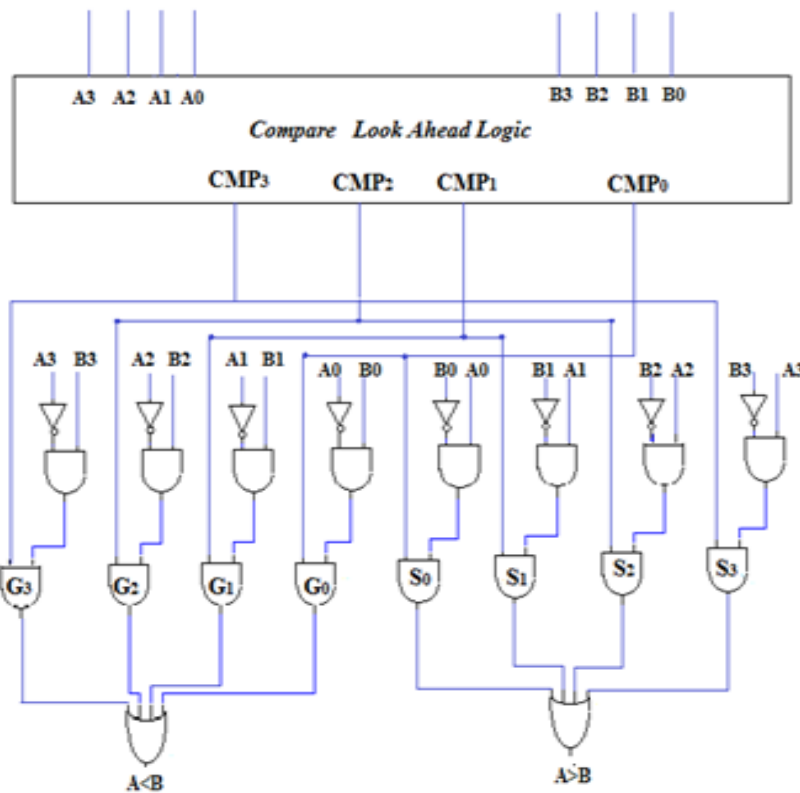 A3 A2 A1 A0 B3 B2 B1 B0
Compare Look Ahead Logic
CMP3 CMP2 CMP1 CMP0
A3 B3 A2 B2 A1 B1 A0 B0 B0 A0 B1 A1 B2 A2 B3 A3
G3 G2 G1 G0 S0 S1 S2 S3
A<B A>B